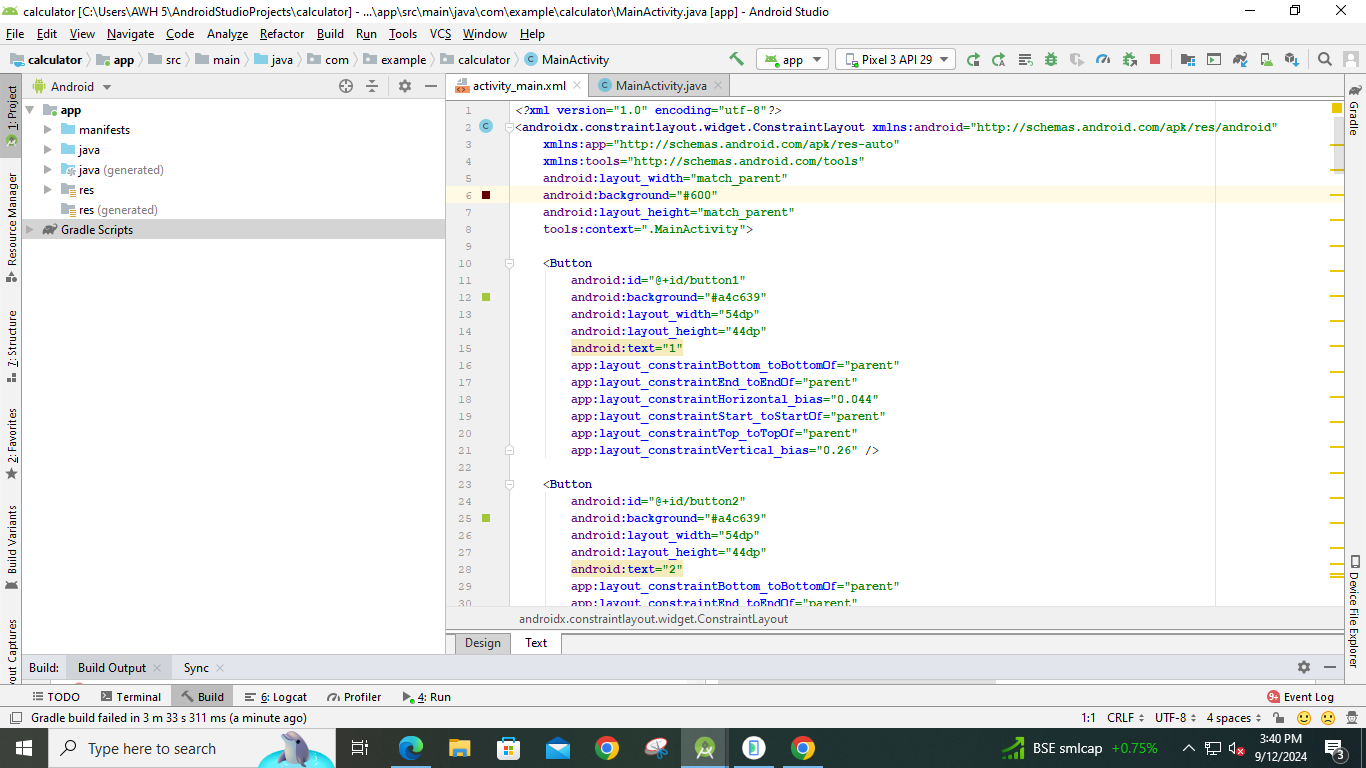 calculator [C:\Users\AWH 5\AndroidStudioProjects\calculator] - ...\app\src\main\java\com\example\calculator\MainActivity.java [app] - Android Studio
File Edit View Navigate Code Analyze Refactor Build Run Tools VCS Window Help
calculator app src main java com example calculator MainActivity app Pixel 3 API 29
1: Project
Resource Manager
7: Structure
2: Favorites
Build Variants
Android
app
manifests
java
java (generated)
res
res (generated)
Gradle Scripts
activity_main.xml MainActivity.java
1 <?xml version="1.0" encoding="utf-8"?>
2 <androidx.constraintlayout.widget.ConstraintLayout xmlns:android="http://schemas.android.com/apk/res/android"
3 xmlns:app="http://schemas.android.com/apk/res-auto"
4 xmlns:tools="http://schemas.android.com/tools"
5 android:layout_width="match_parent"
6 android:background="#600"
7 android:layout_height="match_parent"
8 tools:context=".MainActivity">
9
10 <Button
11 android:id="@+id/button1"
12 android:background="#a4c639"
13 android:layout_width="54dp"
14 android:layout_height="44dp"
15 android:text="1"
16 app:layout_constraintBottom_toBottomOf="parent"
17 app:layout_constraintEnd_toEndOf="parent"
18 app:layout_constraintHorizontal_bias="0.044"
19 app:layout_constraintStart_toStartOf="parent"
20 app:layout_constraintTop_toTopOf="parent"
21 app:layout_constraintVertical_bias="0.26" />
22
23 <Button
24 android:id="@+id/button2"
25 android:background="#a4c639"
26 android:layout_width="54dp"
27 android:layout_height="44dp"
28 android:text="2"
29 app:layout_constraintBottom_toBottomOf="parent"
30 app:layout_constraintEnd_toEndOf="parent"
androidx.constraintlayout.widget.ConstraintLayout
Design Text
Gradle
Device File Explorer
Build: Build Output Sync
TODO Terminal Build 6: Logcat Profiler 4: Run 9+ Event Log
Gradle build failed in 3 m 33 s 311 ms (a minute ago) 1:1 CRLF UTF-8 4 spaces
Type here to search BSE smlcap +0.75% 3:40 PM
9/12/2024 3